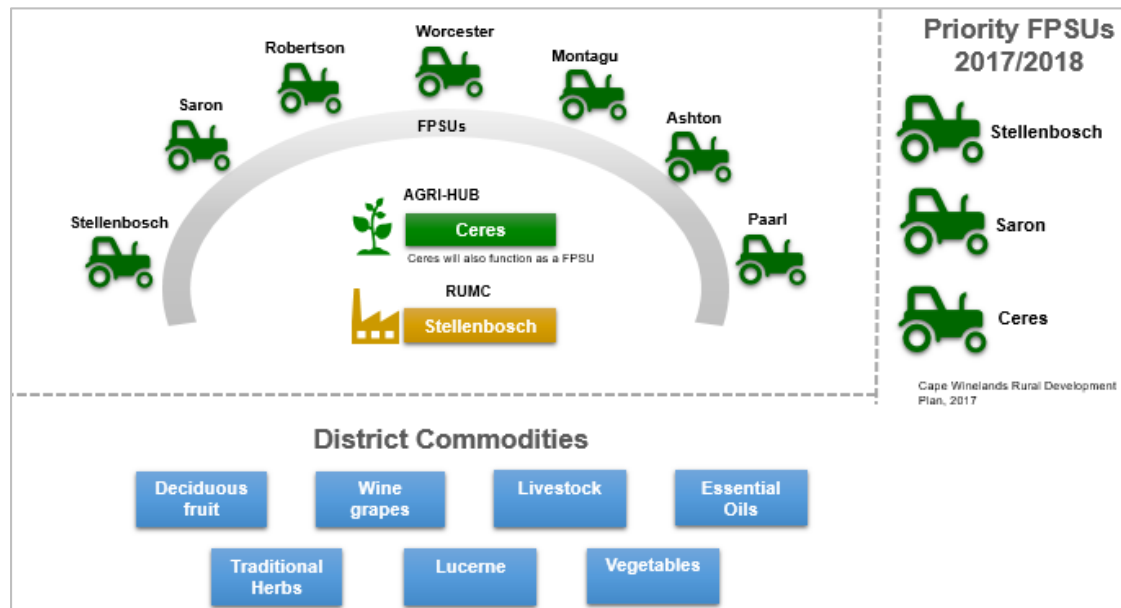 Stellenbosch
Saron
Robertson
Worcester
Montagu
Ashton
Paarl
FPSUs
AGRI-HUB
Ceres
Ceres will also function as a FPSU
RUMC
Stellenbosch
Priority FPSUs
2017/2018
Stellenbosch
Saron
Ceres
Cape Winelands Rural Development
Plan, 2017
District Commodities
Deciduous
fruit
Wine
grapes
Livestock
Essential
Oils
Traditional
Herbs
Lucerne
Vegetables